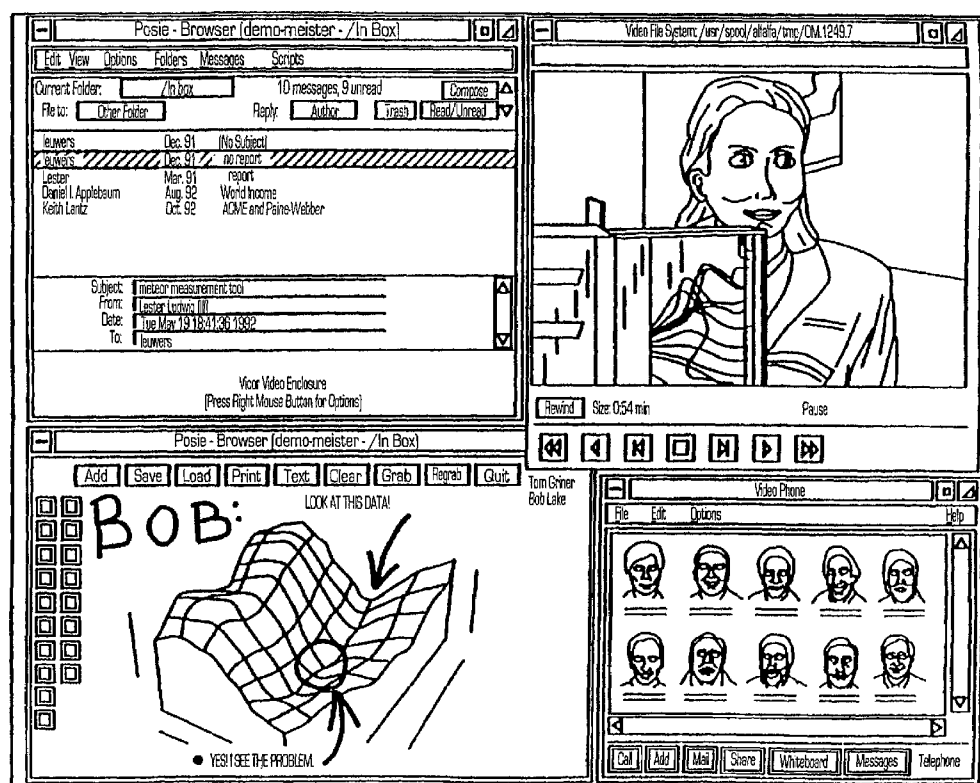 Posie - Browser (demo-meister - /In Box)
Edit View Options Folders Messages Scripts
Current Folder: /In box 10 messages, 9 unread Compose
File to: Other Folder Reply: Author Trash Read/Unread
leuwers Dec. 91 (No Subject)
leuwers Dec. 91 no report
Lester Mar. 91 report
Daniel I. Applebaum Aug. 92 World Income
Keith Lantz Oct. 92 ACME and Paine-Webber
Subject: meteor measurement tool
From: Lester Ludwig
Date: Tue May 19 18:41:36 1992
To: leuwers
Vicor Video Enclosure
(Press Right Mouse Button for Options)
Video File System: /usr/spool/alfalfa/tmp/OM.1249.7
Rewind Size: 0:54 min Pause
Posie - Browser (demo-meister - /In Box)
Add Save Load Print Text Clear Grab Regrab Quit
Tom Griner
Bob Lake
BOB:
LOOK AT THIS DATA!
YES! I SEE THE PROBLEM.
Video Phone
File Edit Options Help
Call Add Mail Share Whiteboard Messages Telephone